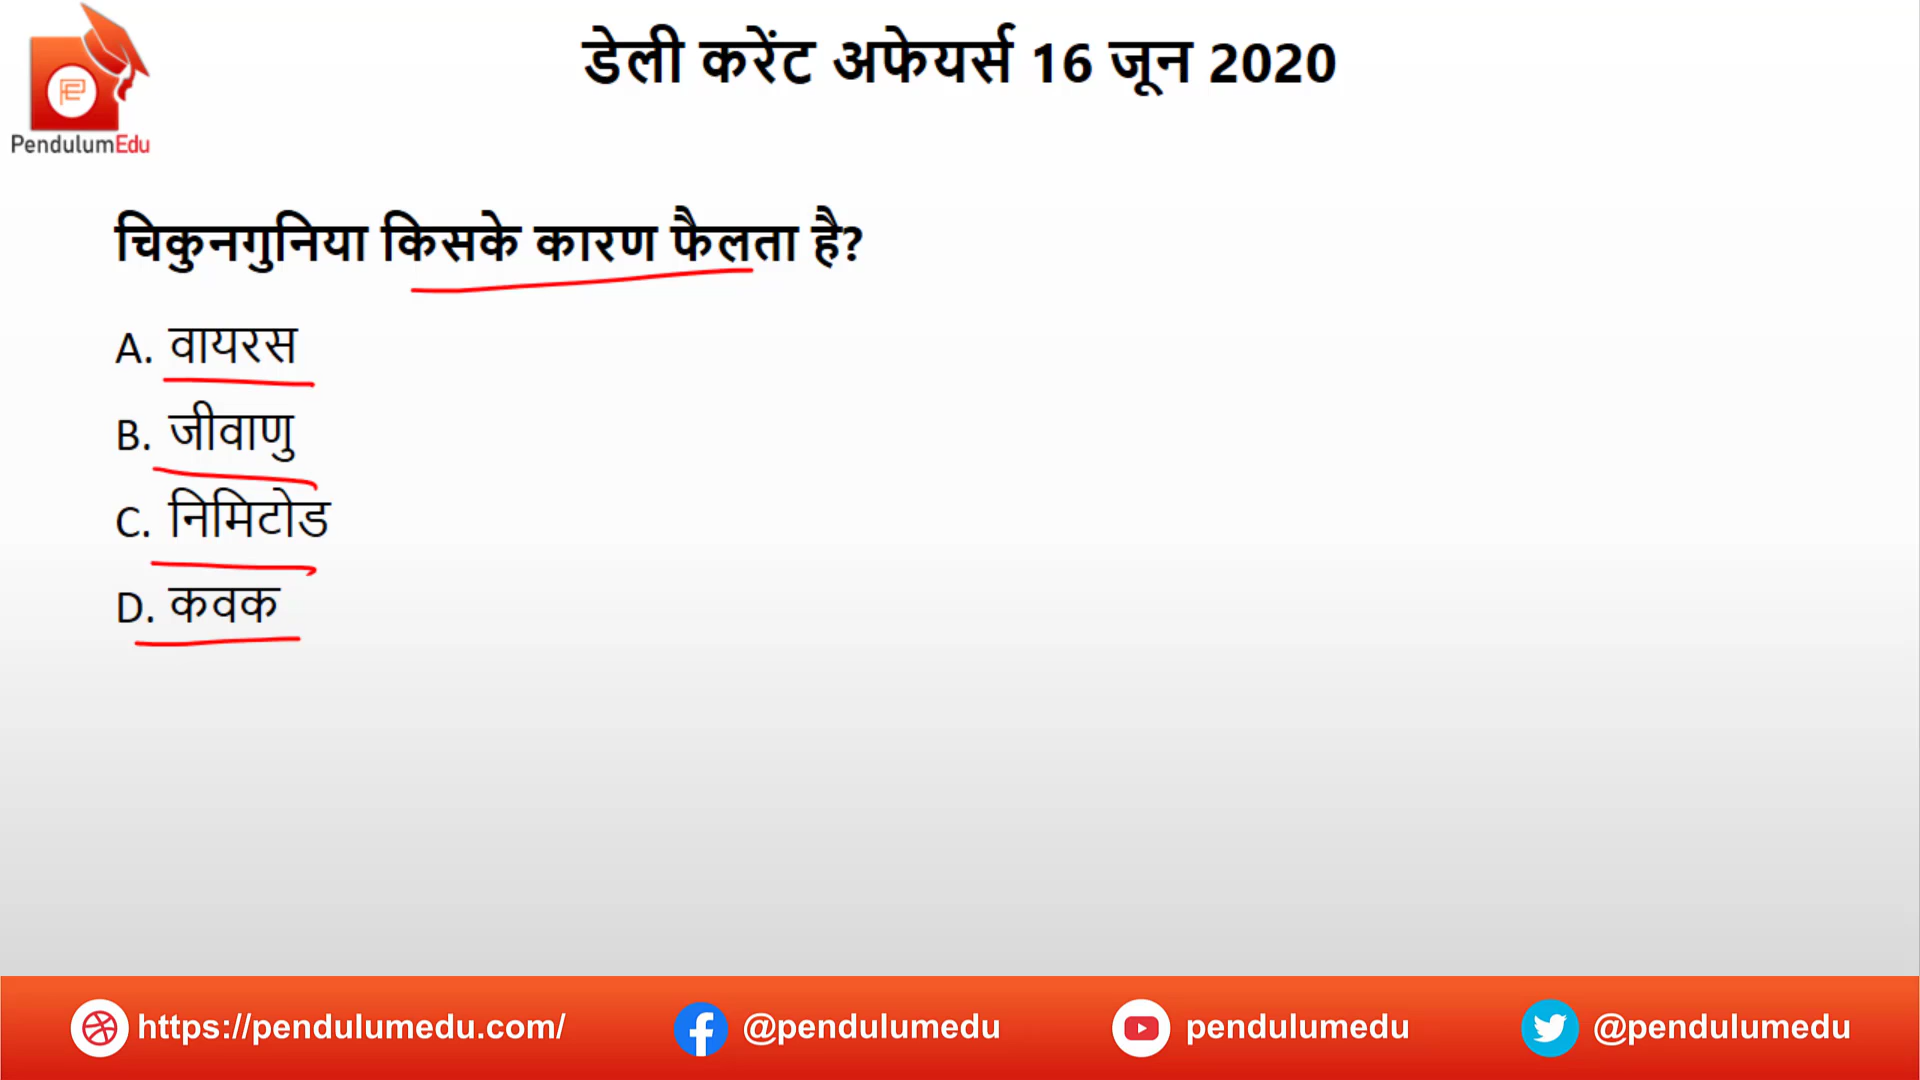 डेली करेंट अफेयर्स 16 जून 2020
PendulumEdu
चिकुनगुनिया किसके कारण फैलता है?
A. वायरस
B. जीवाणु
C. निमिटोड
D. कवक
https://pendulumedu.com/ @pendulumedu pendulumedu @pendulumedu